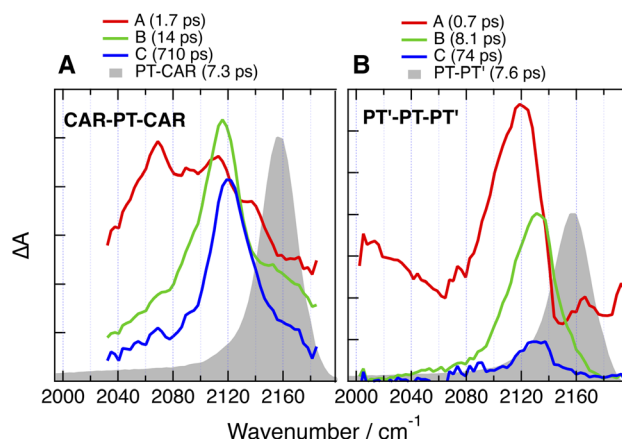 A (1.7 ps)
B (14 ps)
C (710 ps)
PT-CAR (7.3 ps)
A
CAR-PT-CAR
A (0.7 ps)
B (8.1 ps)
C (74 ps)
PT-PT' (7.6 ps)
B
PT'-PT-PT'
ΔA
2000 2040 2080 2120 2160
2000 2040 2080 2120 2160
Wavenumber / cm⁻¹